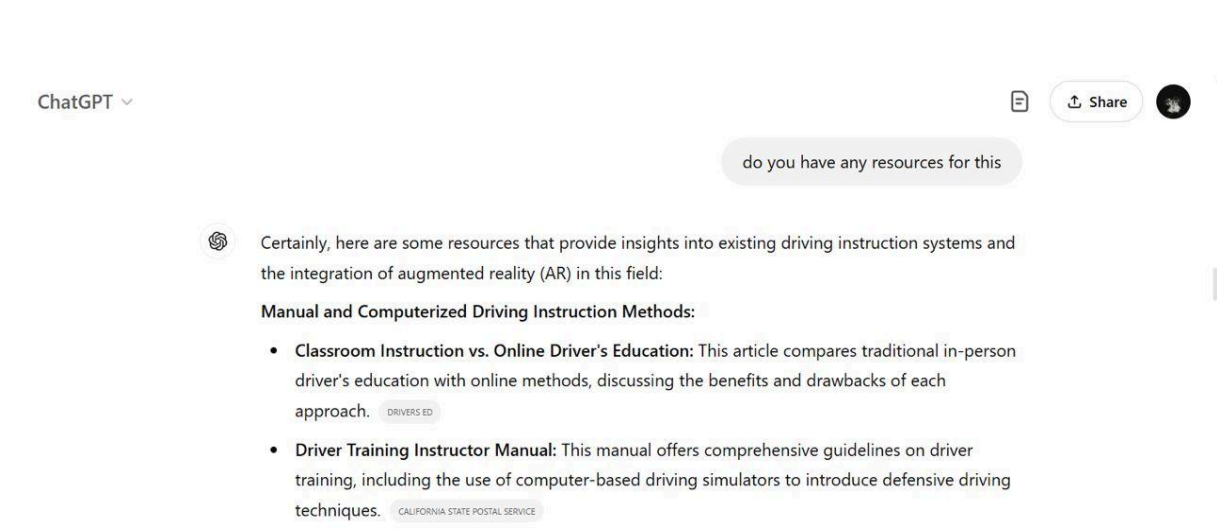 ChatGPT
Share
do you have any resources for this
Certainly, here are some resources that provide insights into existing driving instruction systems and
the integration of augmented reality (AR) in this field:
Manual and Computerized Driving Instruction Methods:
• Classroom Instruction vs. Online Driver's Education: This article compares traditional in-person
driver's education with online methods, discussing the benefits and drawbacks of each
approach. DRIVERS ED
• Driver Training Instructor Manual: This manual offers comprehensive guidelines on driver
training, including the use of computer-based driving simulators to introduce defensive driving
techniques. CALIFORNIA STATE POSTAL SERVICE